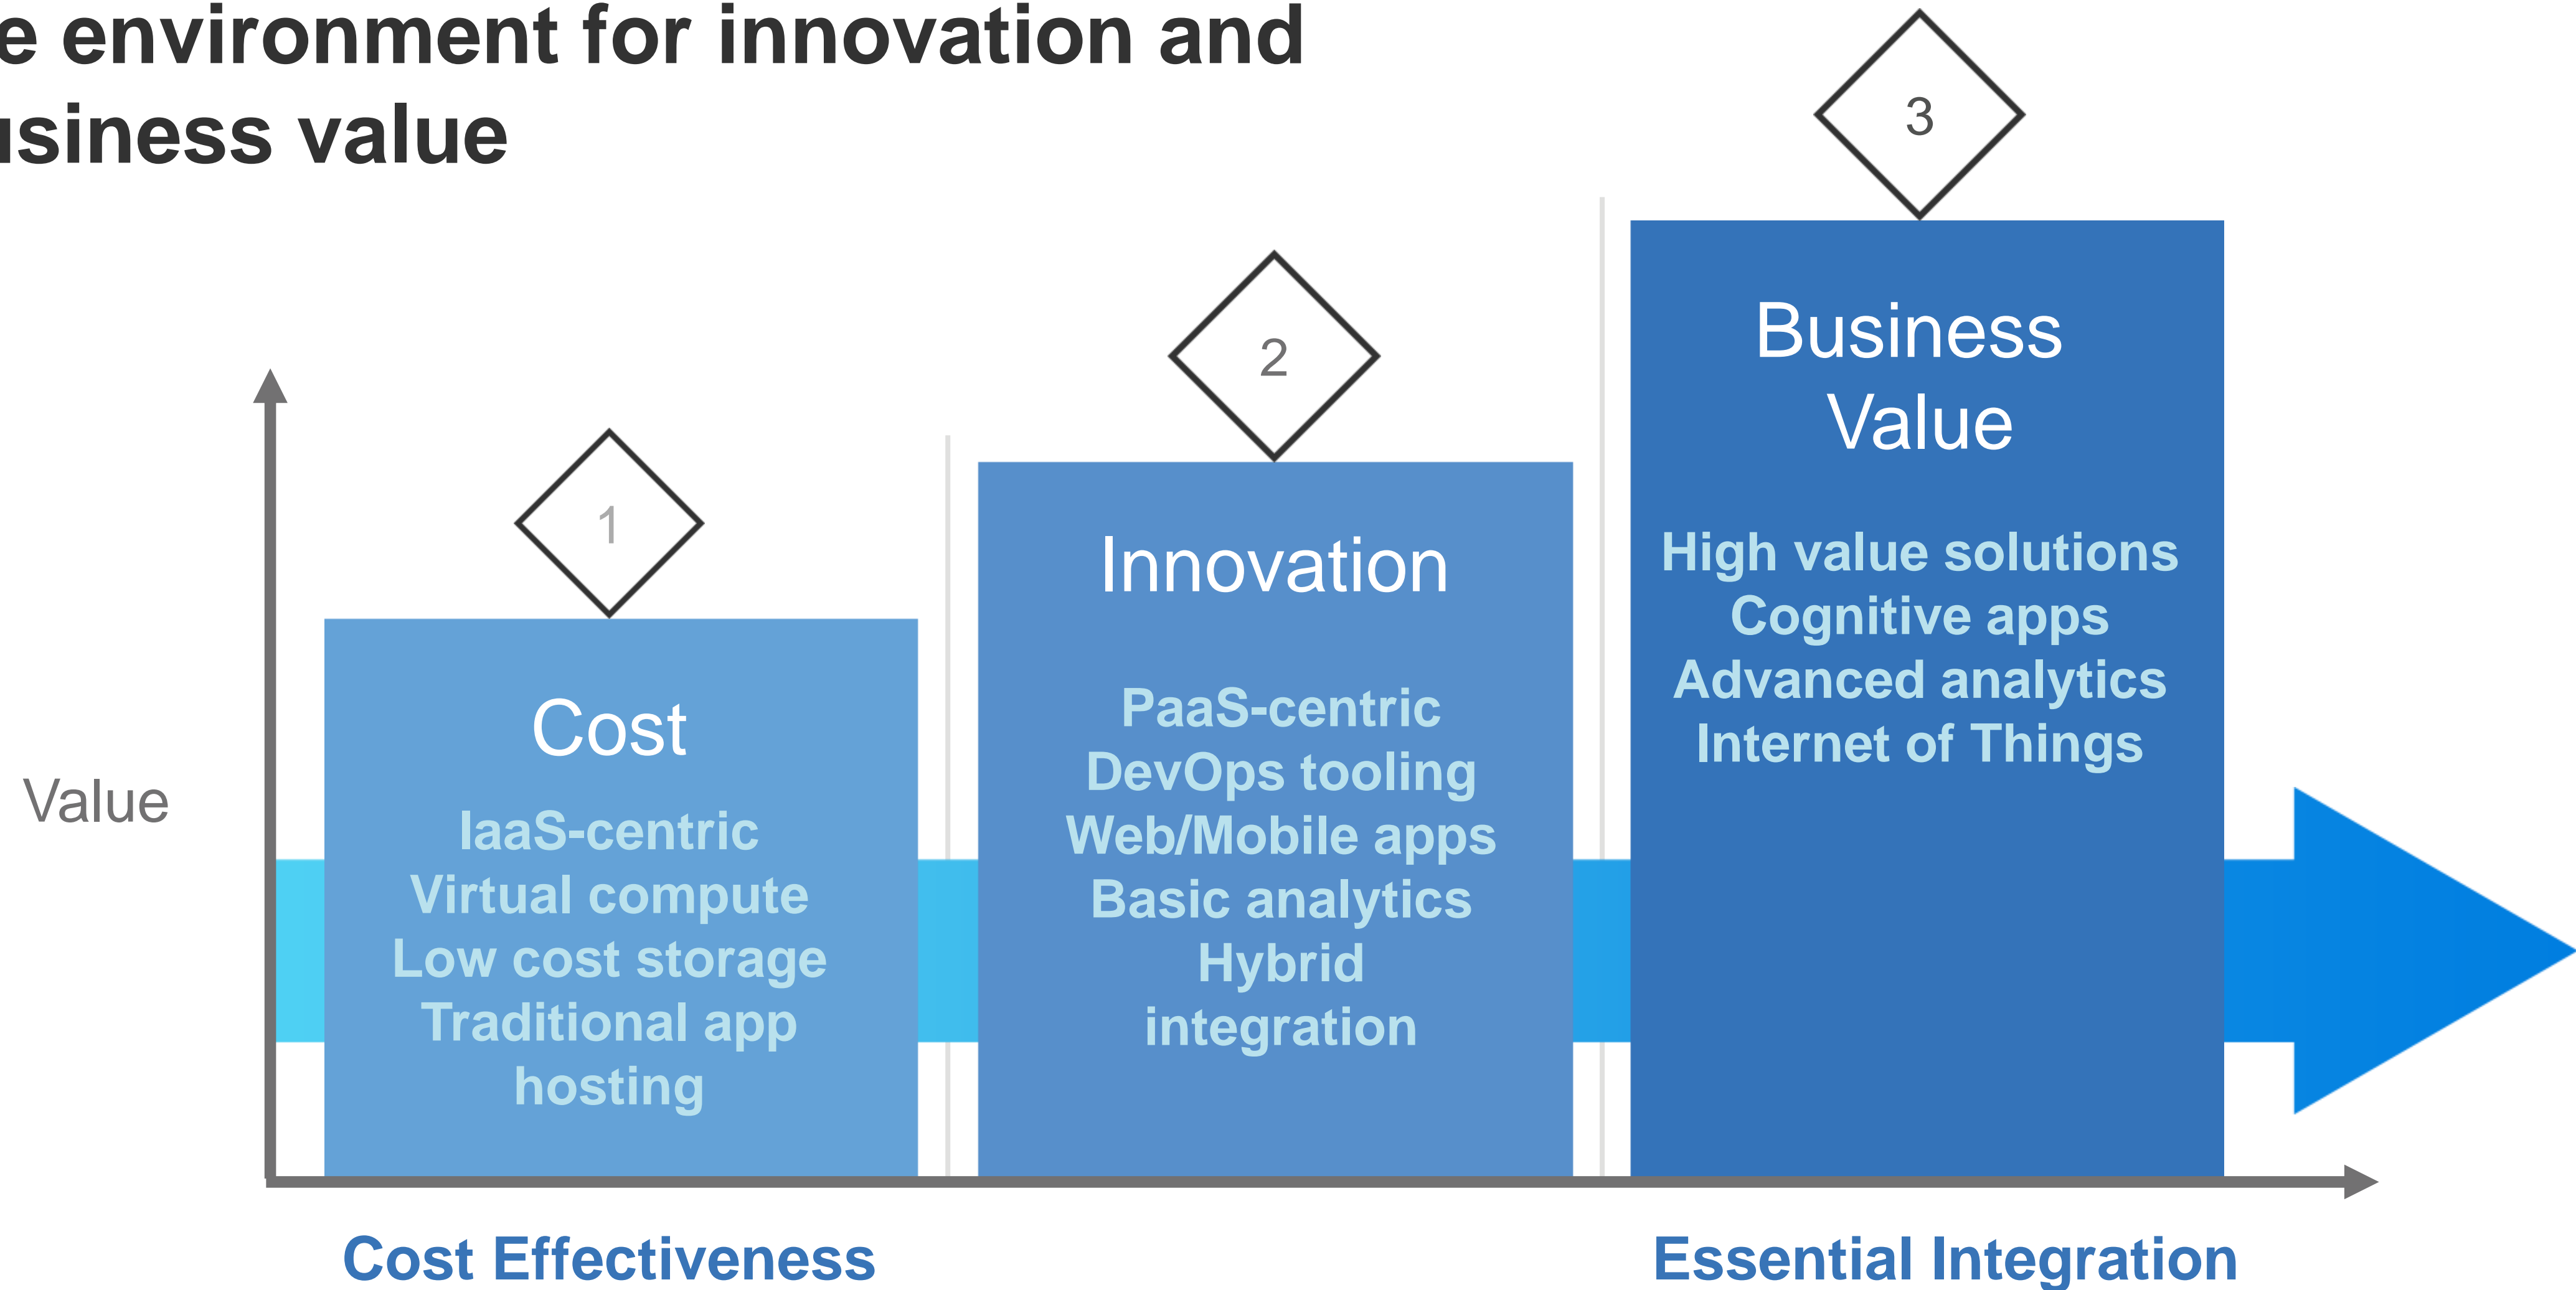 e environment for innovation and
usiness value
3
2
1
Business
Value
High value solutions
Cognitive apps
Advanced analytics
Internet of Things
Innovation
PaaS-centric
DevOps tooling
Web/Mobile apps
Basic analytics
Hybrid
integration
Cost
IaaS-centric
Virtual compute
Low cost storage
Traditional app
hosting
Value
Cost Effectiveness
Essential Integration